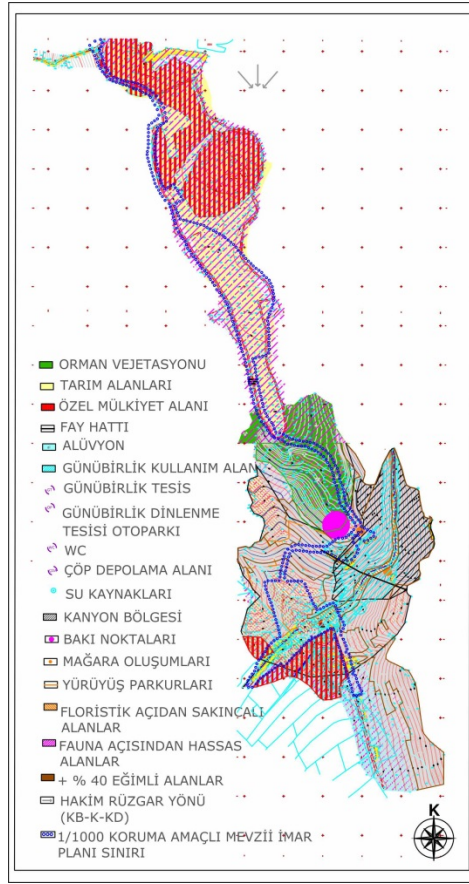 ORMAN VEJETASYONU
TARIM ALANLARI
ÖZEL MÜLKİYET ALANI
FAY HATTI
ALÜVYON
GÜNÜBİRLİK KULLANIM ALAN
GÜNÜBİRLİK TESİS
GÜNÜBİRLİK DİNLENME
TESİSİ OTOPARKI
WC
ÇÖP DEPOLAMA ALANI
SU KAYNAKLARI
KANYON BÖLGESİ
BAKI NOKTALARI
MAĞARA OLUŞUMLARI
YÜRÜYÜŞ PARKURLARI
FLORİSTİK AÇIDAN SAKINCALI
ALANLAR
FAUNA AÇISINDAN HASSAS
ALANLAR
+ % 40 EĞİMLİ ALANLAR
HAKİM RÜZGAR YÖNÜ
(KB-K-KD)
1/1000 KORUMA AMAÇLI MEVZİİ İMAR
PLANI SINIRI
K